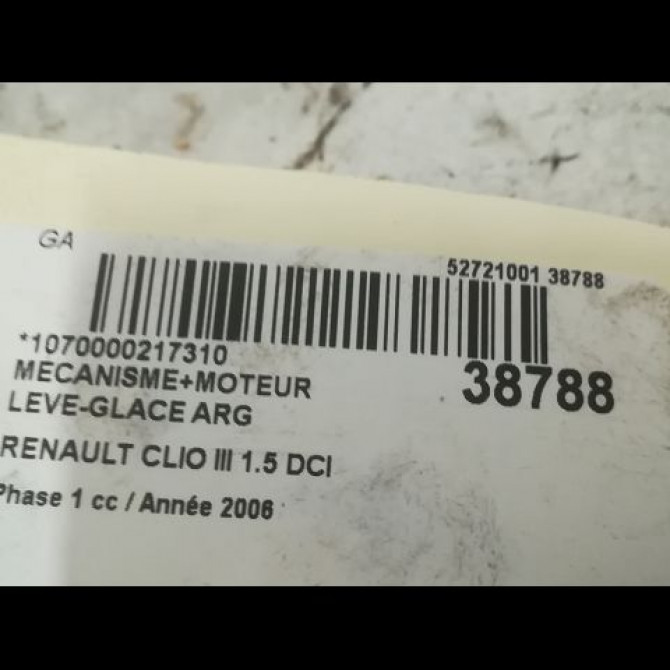 GA
52721001 38788
*1070000217310
38788
MECANISME+MOTEUR
LEVE-GLACE ARG
RENAULT CLIO III 1.5 DCI
Phase 1 cc / Année 2006